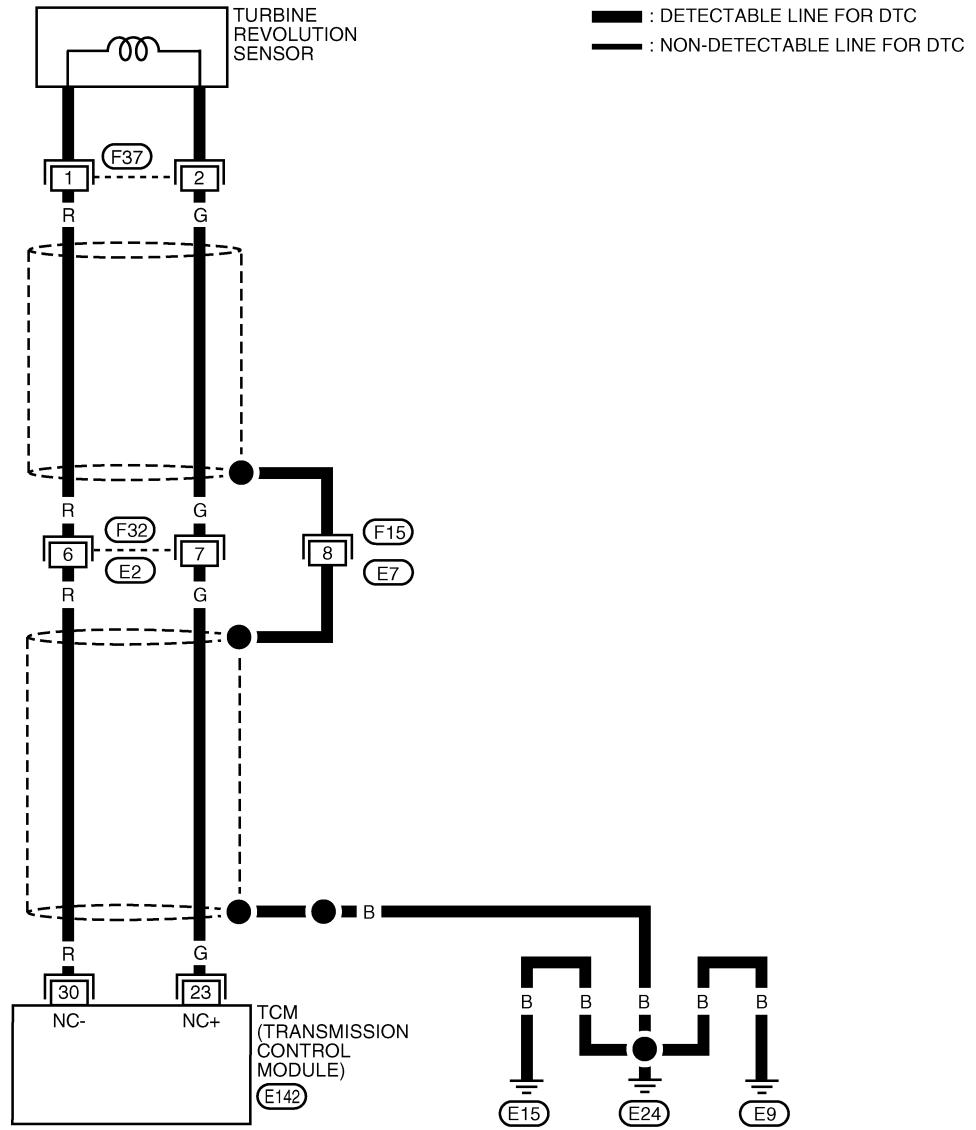 TURBINE
REVOLUTION
SENSOR
: DETECTABLE LINE FOR DTC
: NON-DETECTABLE LINE FOR DTC
F37
1 2
R G
R G
F32
F15
6 7 8
E2
E7
R G
B
R G
30 23
NC- NC+
TCM
(TRANSMISSION
CONTROL
MODULE)
E142
B B B B B
E15 E24 E9